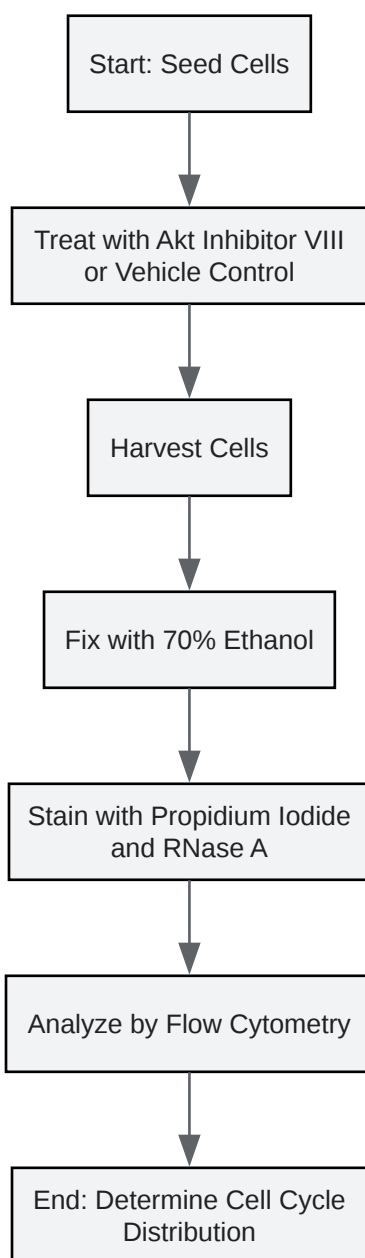 Start: Seed Cells
Treat with Akt Inhibitor VIII
or Vehicle Control
Harvest Cells
Fix with 70% Ethanol
Stain with Propidium Iodide
and RNase A
Analyze by Flow Cytometry
End: Determine Cell Cycle
Distribution